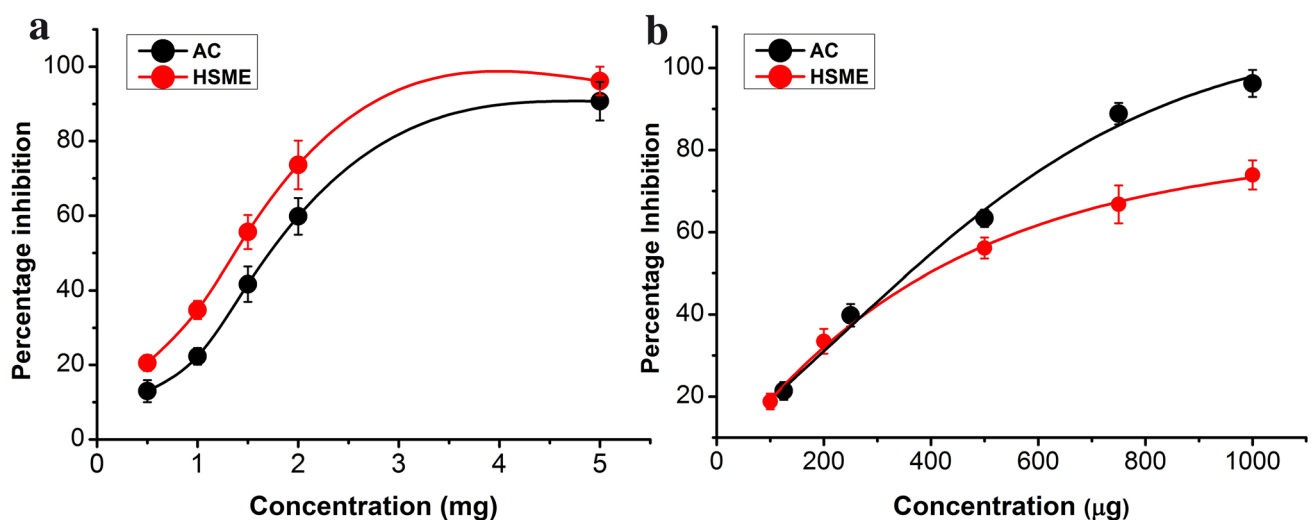 a
AC
HSME
Percentage inhibition
100
80
60
40
20
0
0 1 2 3 4 5
Concentration (mg)
b
AC
HSME
Percentage Inhibition
100
80
60
40
20
0 200 400 600 800 1000
Concentration (μg)